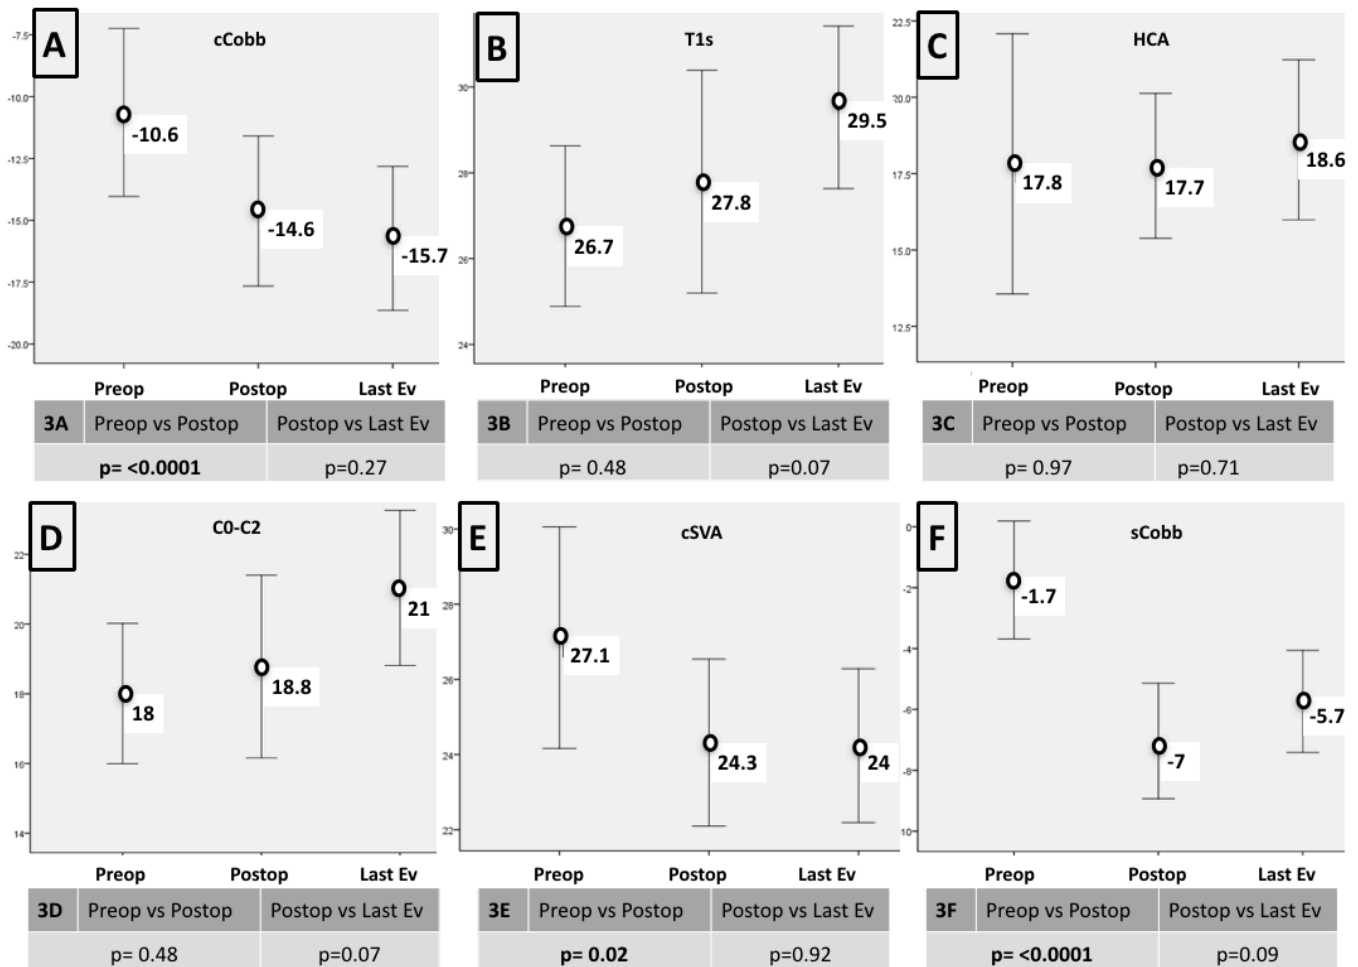 A
cCobb
-7.5
-10.0
-12.5
-15.0
-17.5
-20.0
-10.6
-14.6
-15.7
Preop Postop Last Ev
3A Preop vs Postop Postop vs Last Ev
p= <0.0001 p=0.27
B
T1s
30
28
26
24
26.7
27.8
29.5
Preop Postop Last Ev
3B Preop vs Postop Postop vs Last Ev
p= 0.48 p=0.07
C
HCA
22.5
20.0
17.5
15.0
12.5
17.8
17.7
18.6
Preop Postop Last Ev
3C Preop vs Postop Postop vs Last Ev
p= 0.97 p=0.71
D
C0-C2
22
20
18
16
14
18
18.8
21
Preop Postop Last Ev
3D Preop vs Postop Postop vs Last Ev
p= 0.48 p=0.07
E
cSVA
30
28
26
24
22
27.1
24.3
24
Preop Postop Last Ev
3E Preop vs Postop Postop vs Last Ev
p= 0.02 p=0.92
F
sCobb
0
-2
-4
-6
-8
10
-1.7
-7
-5.7
Preop Postop Last Ev
3F Preop vs Postop Postop vs Last Ev
p= <0.0001 p=0.09